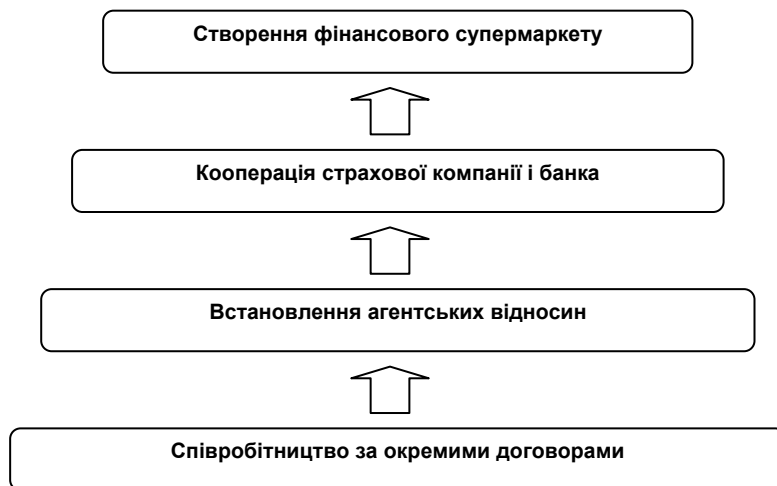 Створення фінансового супермаркету
Кооперація страхової компанії і банка
Встановлення агентських відносин
Співробітництво за окремими договорами